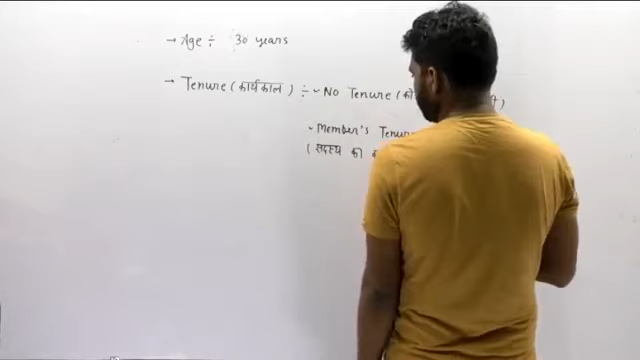 → Age ÷ 30 years
→ Tenure (कार्यकाल) ÷ - No Tenure
- Member's Tenure
(सदस्य का